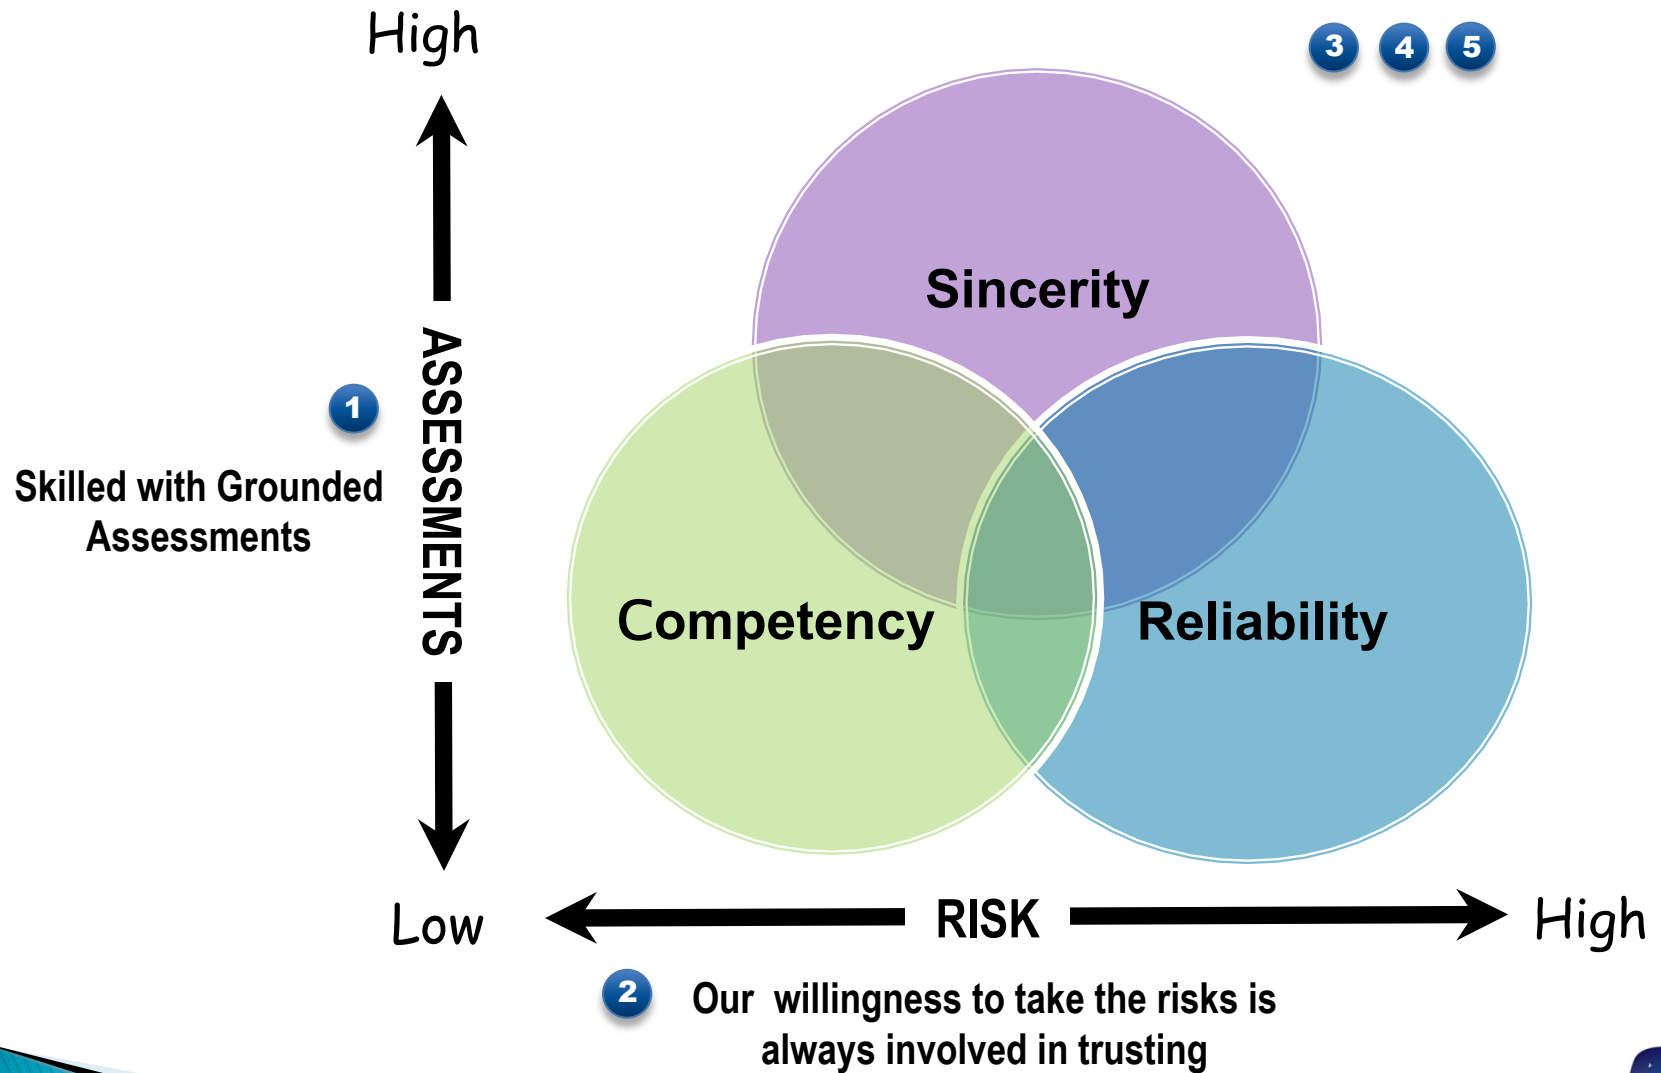 High
3 4 5
Sincerity
ASSESSMENTS
1
Skilled with Grounded
Assessments
Competency
Reliability
Low
RISK
High
2
Our willingness to take the risks is
always involved in trusting